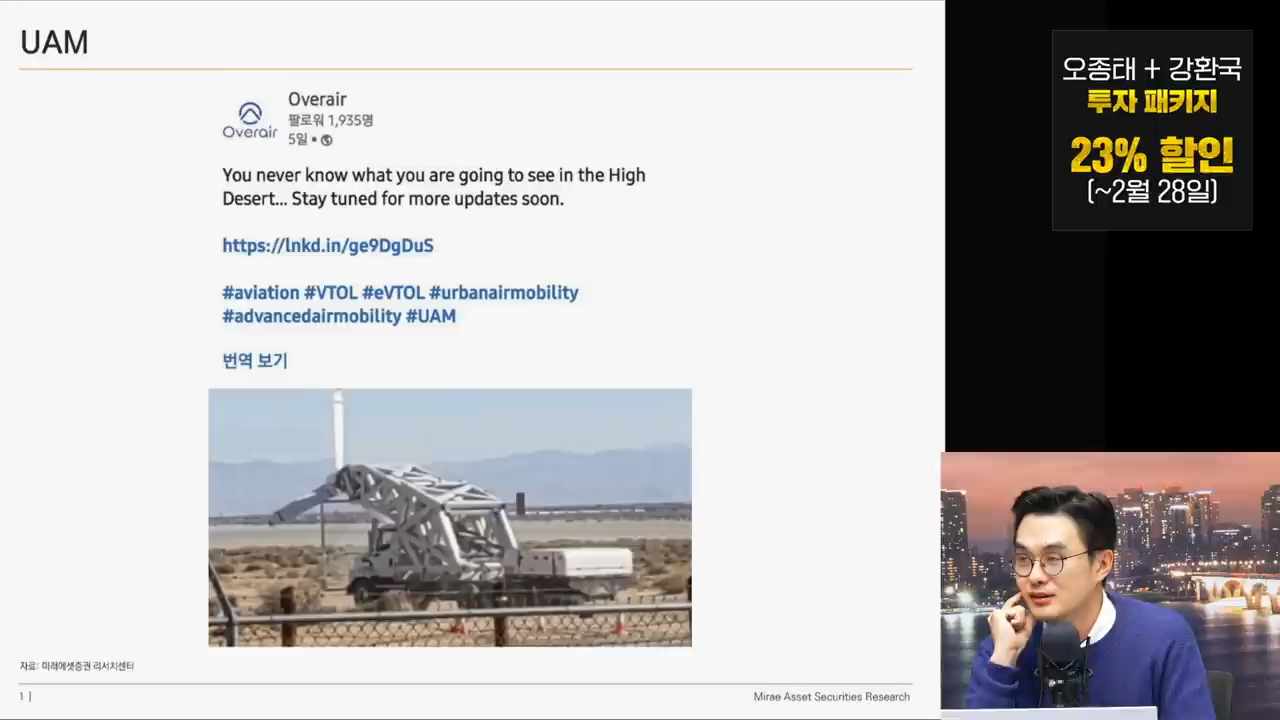 UAM
Overair
Overair
팔로워 1,935명
5일 •
You never know what you are going to see in the High
Desert... Stay tuned for more updates soon.
https://lnkd.in/ge9DgDuS
#aviation #VTOL #eVTOL #urbanairmobility
#advancedairmobility #UAM
번역 보기
자료: 미래에셋증권 리서치센터
1 |
Mirae Asset Securities Research
오종태 + 강환국
투자 패키지
23% 할인
(~2월 28일)